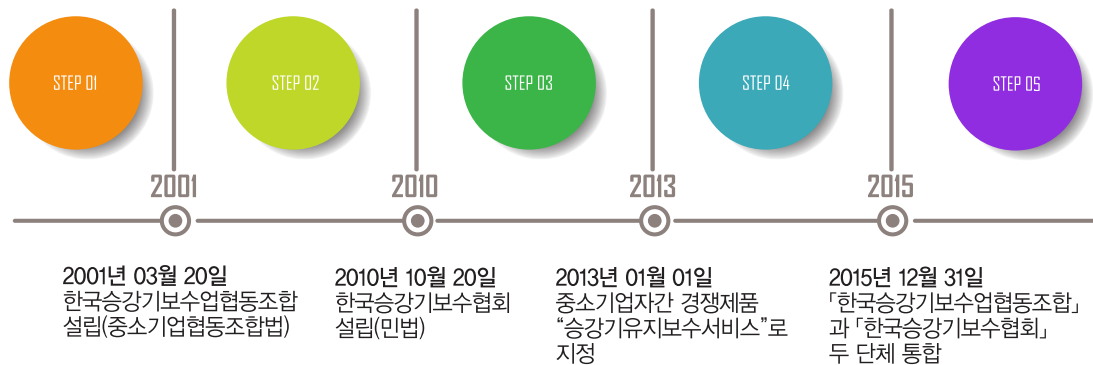 STEP 01
STEP 02
STEP 03
STEP 04
STEP 05
2001
2010
2013
2015
2001년 03월 20일
한국승강기보수업협동조합
설립(중소기업협동조합법)
2010년 10월 20일
한국승강기보수협회
설립(민법)
2013년 01월 01일
중소기업자간 경쟁제품
“승강기유지보수서비스”로
지정
2015년 12월 31일
「한국승강기보수업협동조합」
과 「한국승강기보수협회」
두 단체 통합